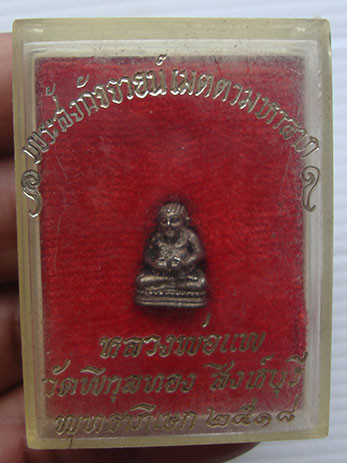 พระสังกัจจายน์เมตตามหาลาภ
หลวงพ่อแพ
วัดพิกุลทอง สิงห์บุรี
พุทธาภิเษก ๒๕๑๘